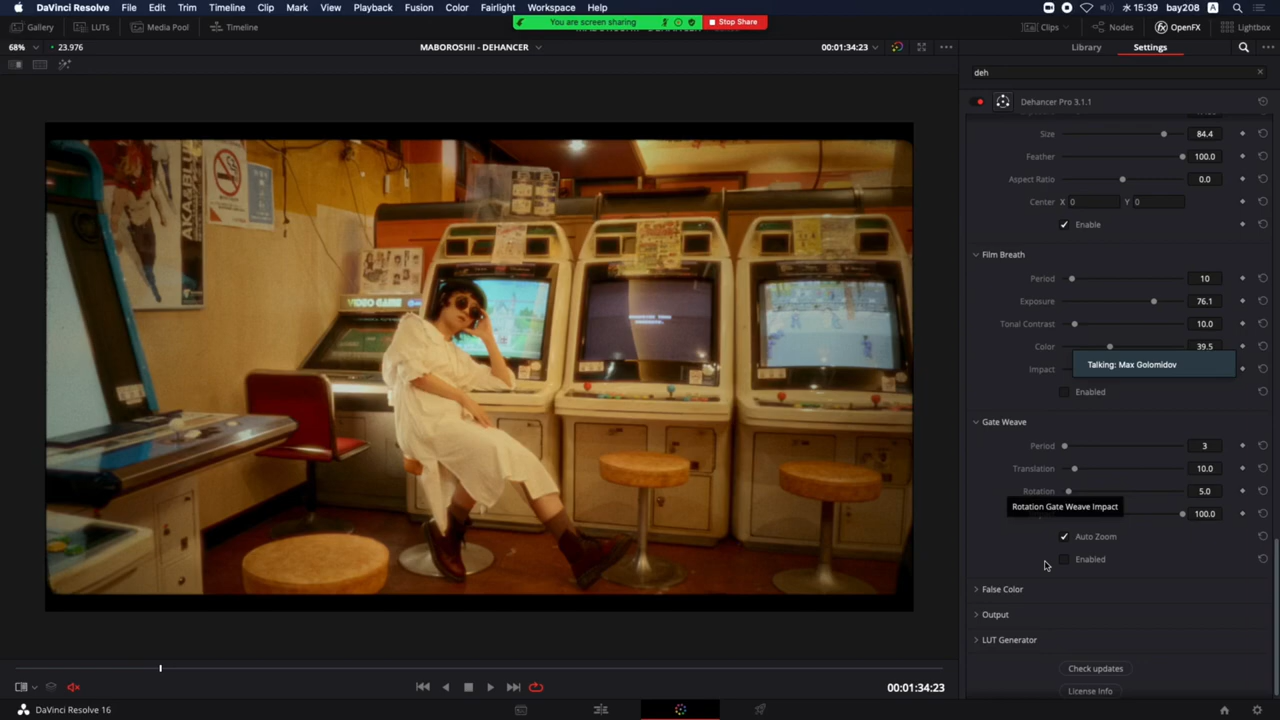 DaVinci Resolve File Edit Trim Timeline Clip Mark View Playback Fusion Color Fairlight Workspace Help 水 15:39 bay208 A
You are screen sharing Stop Share
Gallery LUTs Media Pool Timeline Clips Nodes OpenFX Lightbox
68% 23.976 MABOROSHII - DEHANCER 00:01:34:23 Library Settings
deh
Dehancer Pro 3.1.1
Size 84.4
Feather 100.0
Aspect Ratio 0.0
Center X 0 Y 0
Enable
Film Breath
Period 10
Exposure 76.1
Tonal Contrast 10.0
Color 39.5
Talking: Max Golomidov
Impact
Enabled
Gate Weave
Period 3
Translation 10.0
Rotation 5.0
Rotation Gate Weave Impact
100.0
Auto Zoom
Enabled
False Color
Output
LUT Generator
Check updates
License Info
VIDEO GAME
00:01:34:23
DaVinci Resolve 16